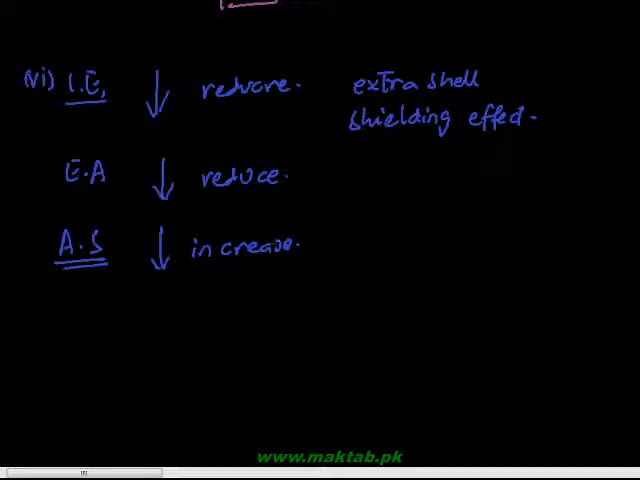 (vi) I.E, ↓ reduce. extra shell
shielding effect.
E.A ↓ reduce.
A.S ↓ increase.
www.maktab.pk